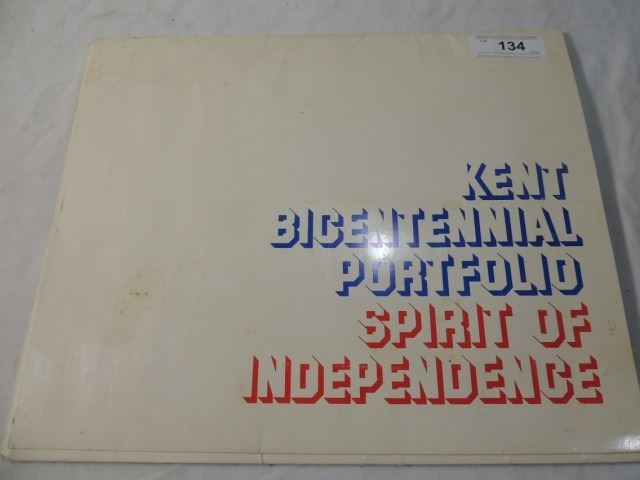 134
KENT
BICENTENNIAL
PORTFOLIO
SPIRIT OF
INDEPENDENCE